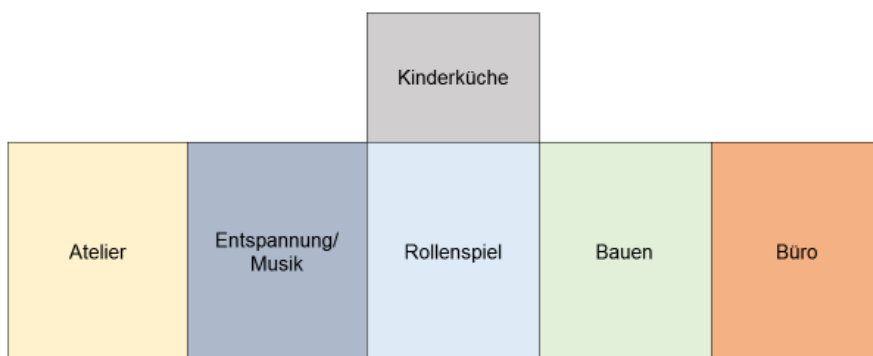 Kinderküche
Atelier
Entspannung/
Musik
Rollenspiel
Bauen
Büro